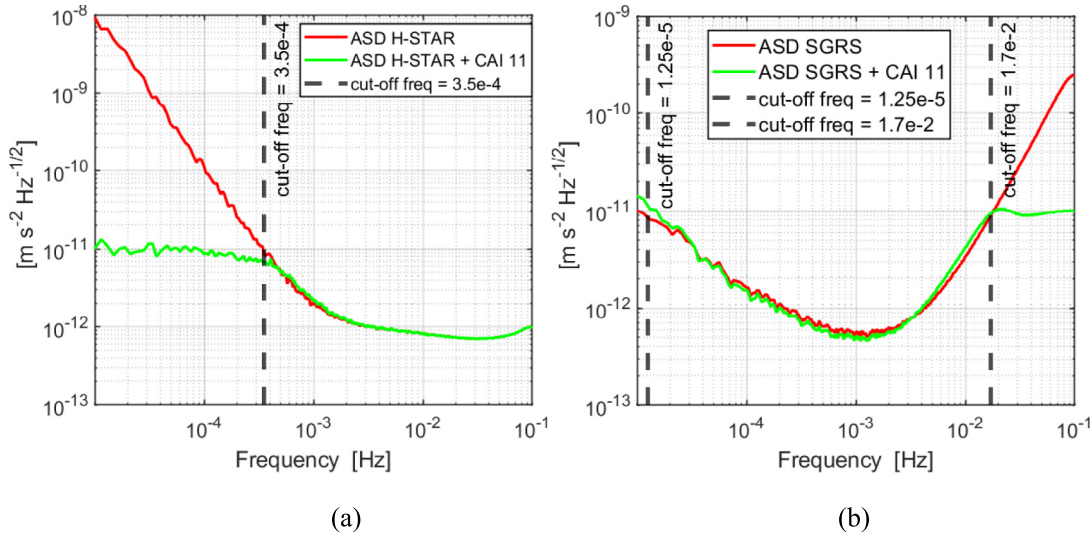 10^-8
10^-9
10^-10
10^-11
10^-12
10^-13
[m s^-2 Hz^-1/2]
ASD H-STAR
ASD H-STAR + CAI 11
cut-off freq = 3.5e-4
cut-off freq = 3.5e-4
10^-4
10^-3
10^-2
10^-1
Frequency [Hz]
(a)
10^-9
10^-10
10^-11
10^-12
10^-13
[m s^-2 Hz^-1/2]
cut-off freq = 1.25e-5
ASD SGRS
ASD SGRS + CAI 11
cut-off freq = 1.25e-5
cut-off freq = 1.7e-2
cut-off freq = 1.7e-2
10^-4
10^-3
10^-2
10^-1
Frequency [Hz]
(b)